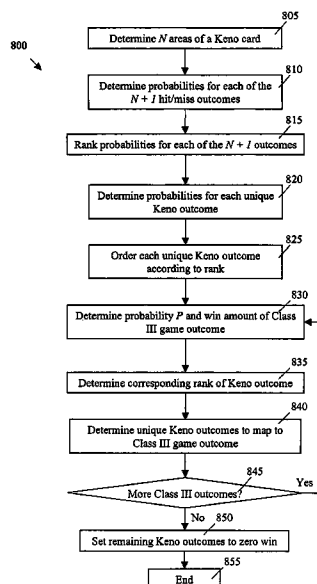 805
Determine N areas of a Keno card
800
810
Determine probabilities for each of the
N + 1 hit/miss outcomes
815
Rank probabilities for each of the N + 1 outcomes
820
Determine probabilities for each unique
Keno outcome
825
Order each unique Keno outcome
according to rank
830
Determine probability P and win amount of Class
III game outcome
835
Determine corresponding rank of Keno outcome
840
Determine unique Keno outcomes to map to
Class III game outcome
845
More Class III outcomes?
Yes
No
850
Set remaining Keno outcomes to zero win
855
End